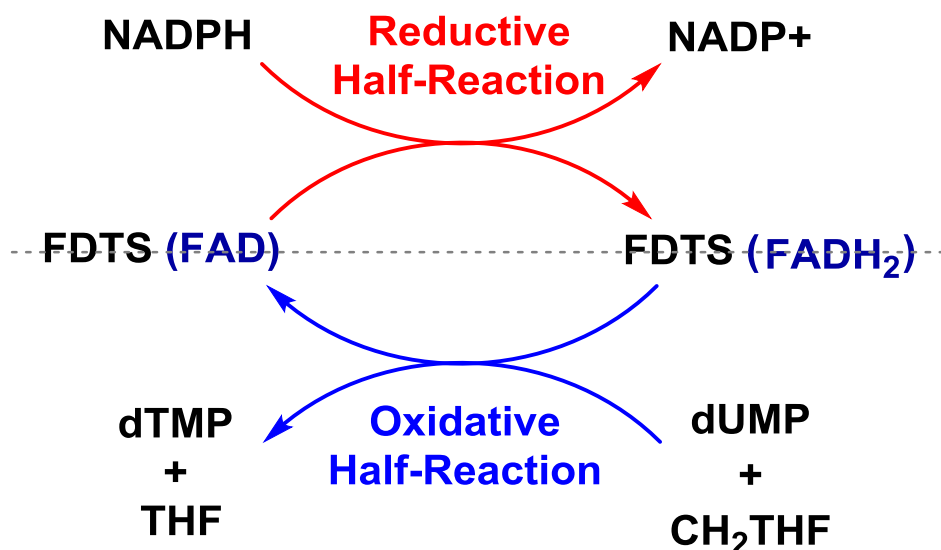 NADPH
Reductive
Half-Reaction
NADP+
FDTS (FAD)
FDTS (FADH₂)
dTMP
+
THF
Oxidative
Half-Reaction
dUMP
+
CH₂THF